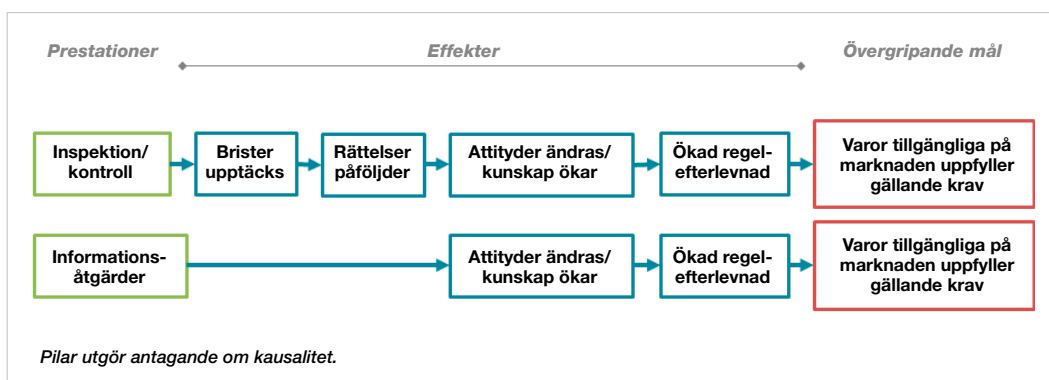 Prestationer
Effekter
Övergripande mål
Inspektion/
kontroll
Brister
upptäcks
Rättelser
påföljder
Attityder ändras/
kunskap ökar
Ökad regel-
efterlevnad
Varor tillgängliga på
marknaden uppfyller
gällande krav
Informations-
åtgärder
Attityder ändras/
kunskap ökar
Ökad regel-
efterlevnad
Varor tillgängliga på
marknaden uppfyller
gällande krav
Pilar utgör antagande om kausalitet.